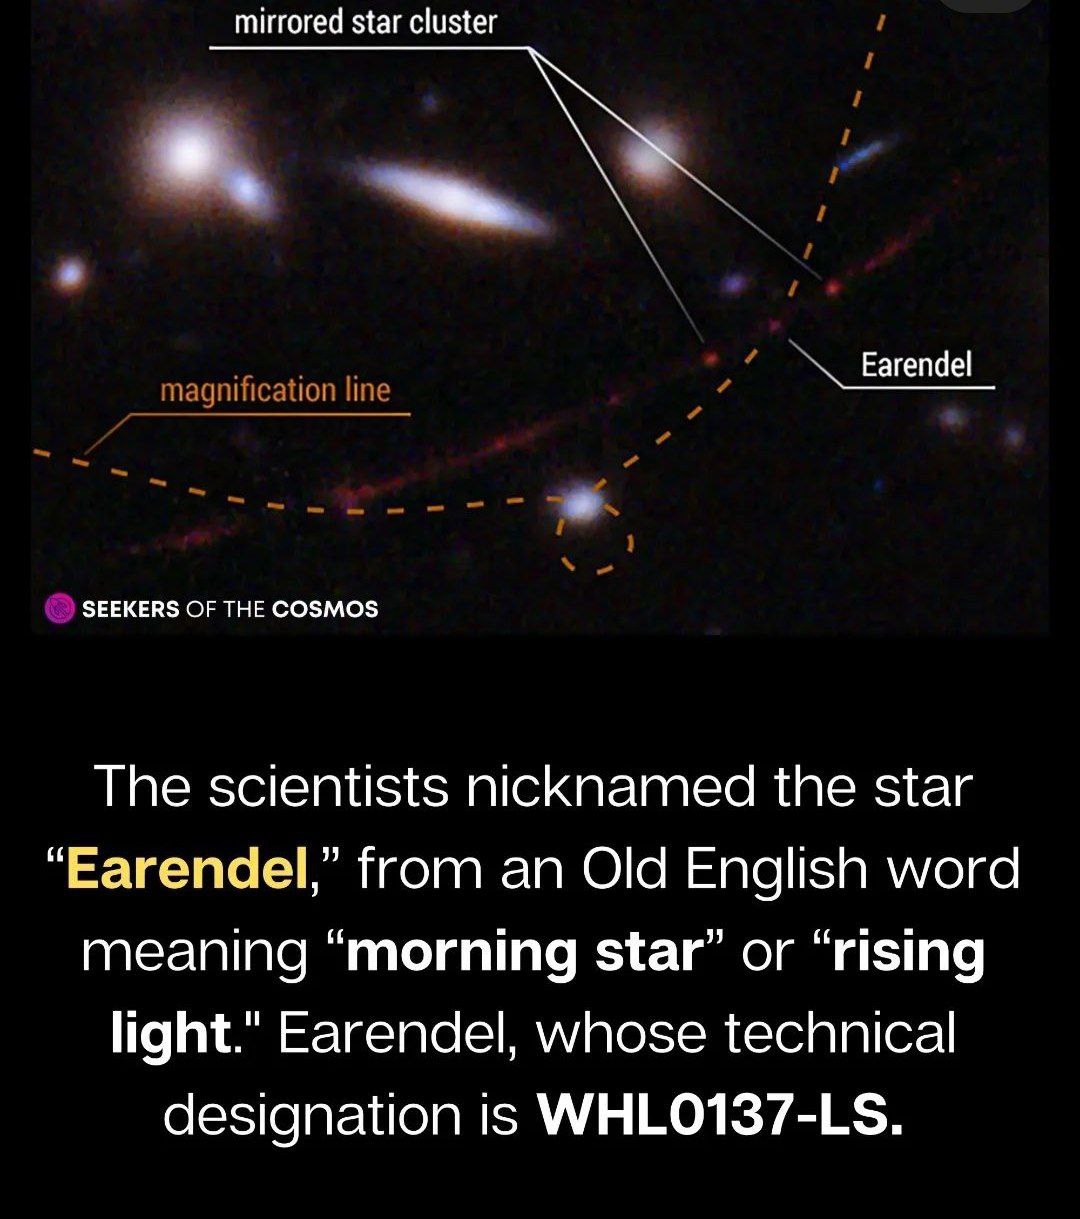 mirrored star cluster
Earendel
magnification line
SEEKERS OF THE COSMOS
The scientists nicknamed the star
“Earendel,” from an Old English word
meaning “morning star” or “rising
light." Earendel, whose technical
designation is WHL0137-LS.